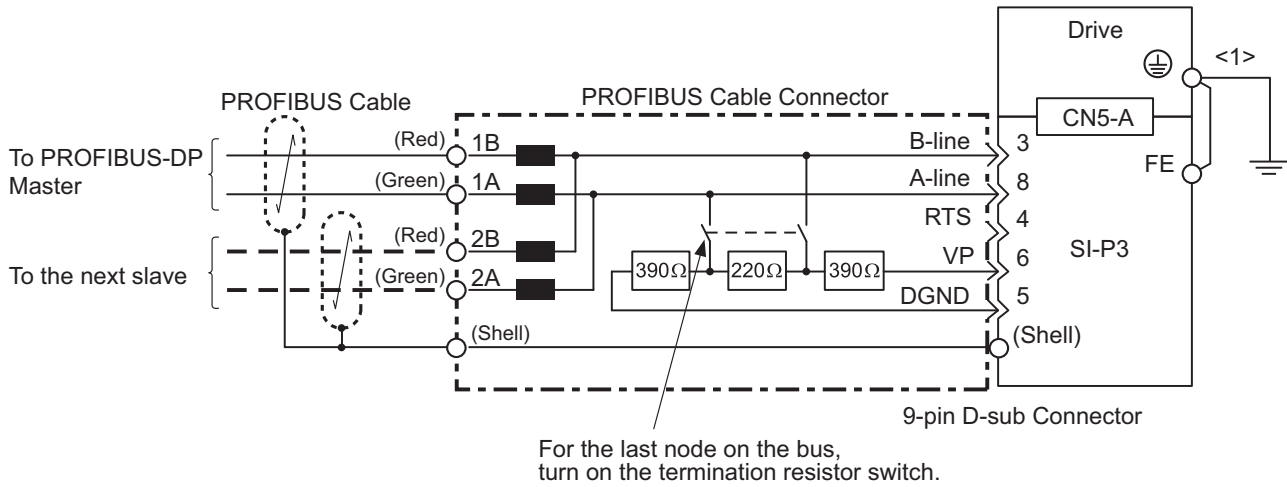 Drive
<1>
PROFIBUS Cable
PROFIBUS Cable Connector
CN5-A
To PROFIBUS-DP
Master
(Red)
1B
B-line
3
FE
(Green)
1A
A-line
8
RTS
4
(Red)
2B
VP
6
SI-P3
To the next slave
(Green)
2A
390Ω
220Ω
390Ω
DGND
5
(Shell)
(Shell)
9-pin D-sub Connector
For the last node on the bus,
turn on the termination resistor switch.